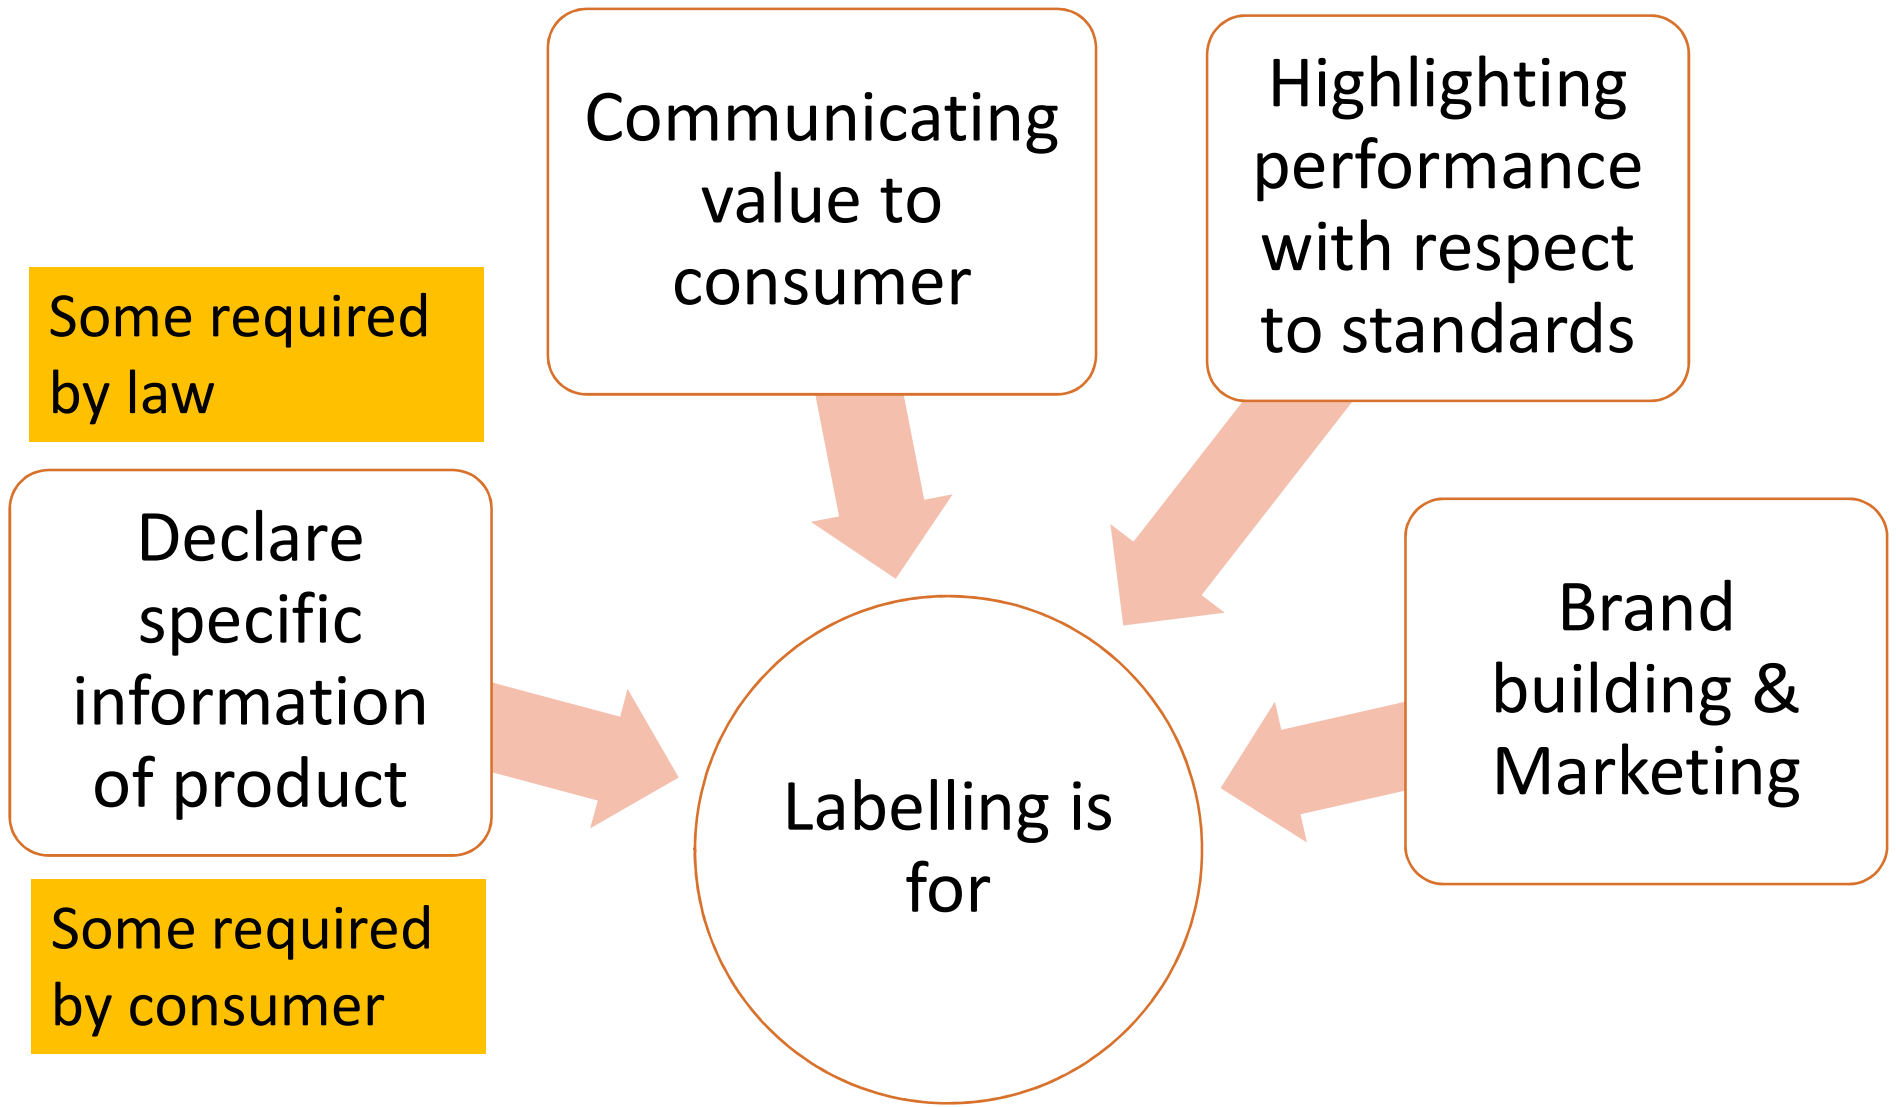 Communicating
value to
consumer
Highlighting
performance
with respect
to standards
Some required
by law
Declare
specific
information
of product
Some required
by consumer
Brand
building &
Marketing
Labelling is
for